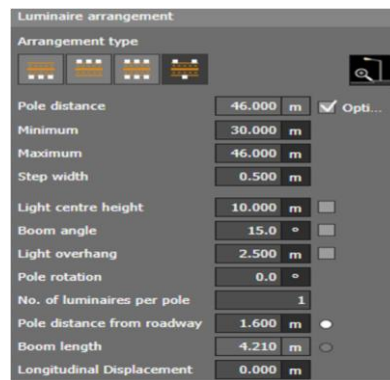 Luminaire arrangement
Arrangement type
Pole distance 46.000 m Opti...
Minimum 30.000 m
Maximum 46.000 m
Step width 0.500 m
Light centre height 10.000 m
Boom angle 15.0 °
Light overhang 2.500 m
Pole rotation 0.0 °
No. of luminaires per pole 1
Pole distance from roadway 1.600 m
Boom length 4.210 m
Longitudinal Displacement 0.000 m